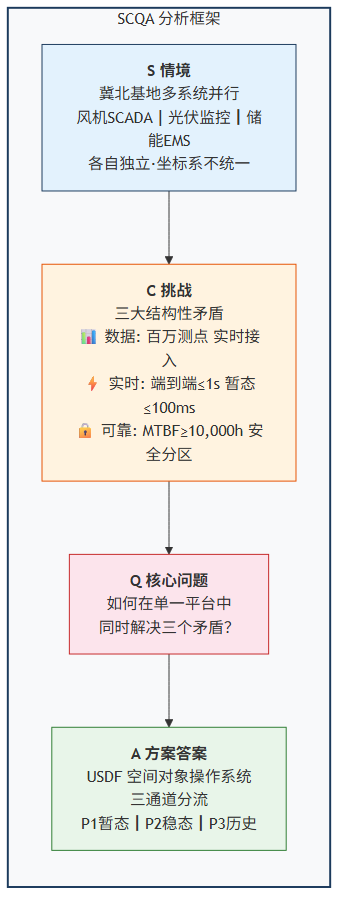 SCQA 分析框架
S 情境
冀北基地多系统并行
风机SCADA┃光伏监控┃储
能EMS
各自独立·坐标系不统一
C 挑战
三大结构性矛盾
📊 数据: 百万测点 实时接
入
⚡ 实时: 端到端≤1s 暂态
≤100ms
🔒 可靠: MTBF≥10,000h 安
全分区
Q 核心问题
如何在单一平台中
同时解决三个矛盾?
A 方案答案
USDF 空间对象操作系统
三通道分流
P1暂态┃P2稳态┃P3历史